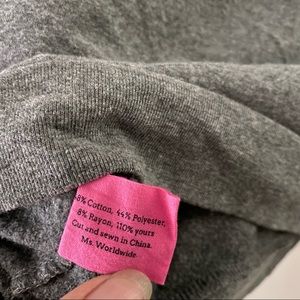 8% Cotton, 44% Polyester,
8% Rayon, 110% yours
Cut and sewn in China.
Ms. Worldwide